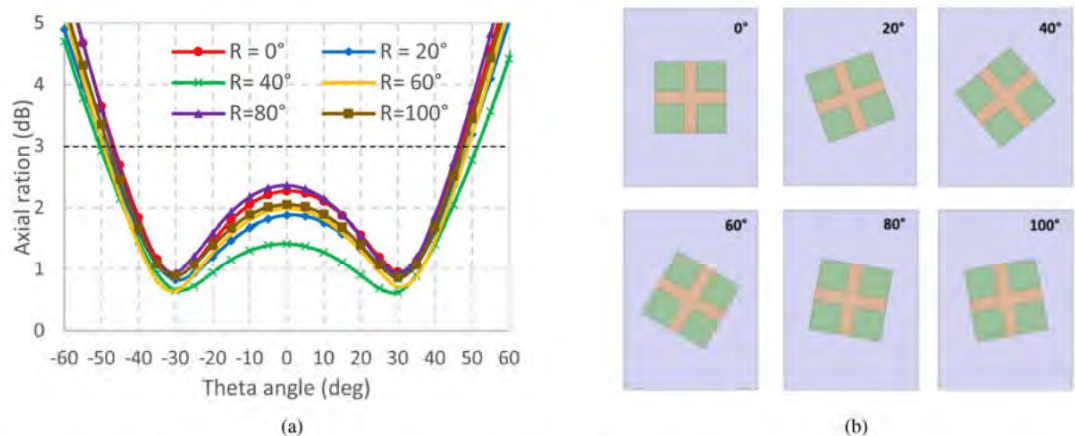 5
4
3
2
1
0
Axial ration (dB)
R = 0°
R = 20°
R= 40°
R= 60°
R=80°
R=100°
-60 -50 -40 -30 -20 -10 0 10 20 30 40 50 60
Theta angle (deg)
(a)
0°
20°
40°
60°
80°
100°
(b)